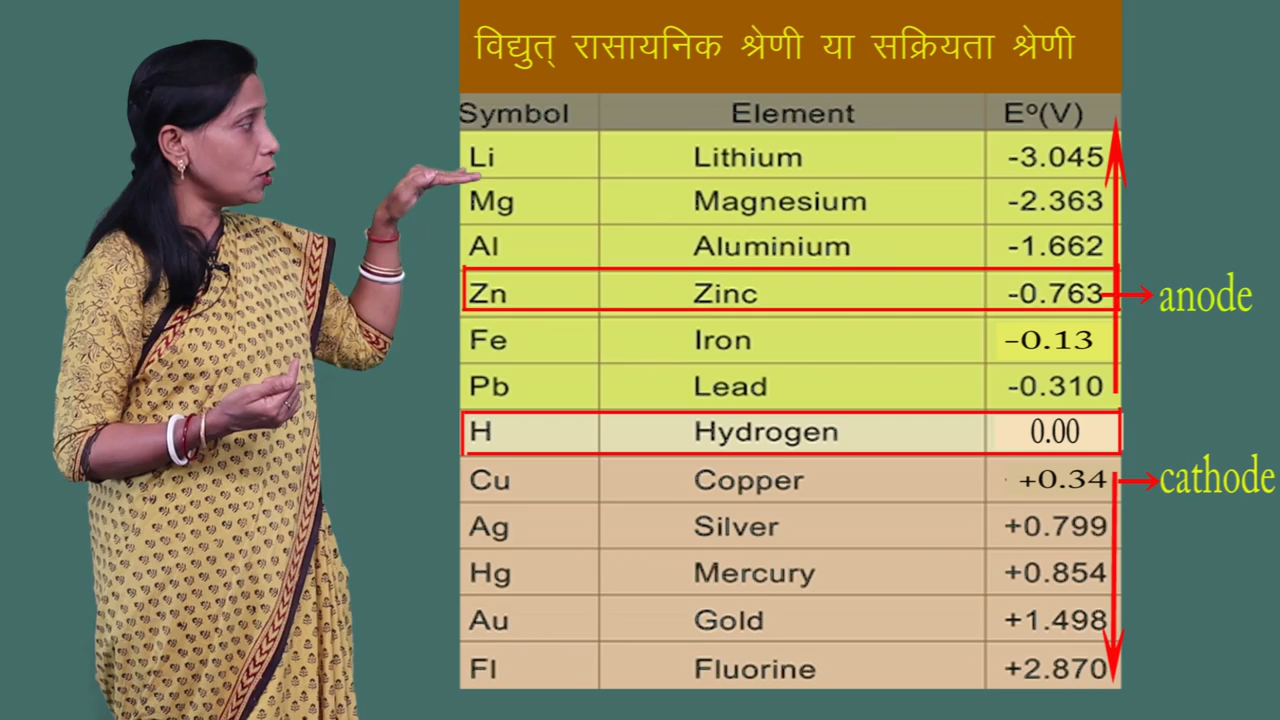 विद्युत् रासायनिक श्रेणी या सक्रियता श्रेणी
Symbol Element Eº(V)
Li Lithium -3.045
Mg Magnesium -2.363
Al Aluminium -1.662
Zn Zinc -0.763 anode
Fe Iron -0.13
Pb Lead -0.310
H Hydrogen 0.00
Cu Copper +0.34 cathode
Ag Silver +0.799
Hg Mercury +0.854
Au Gold +1.498
Fl Fluorine +2.870